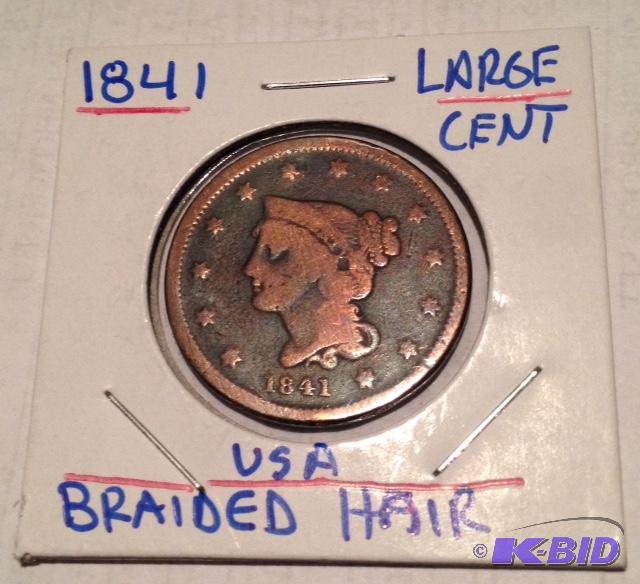 1841 LARGE
CENT
1841
USA
BRAIDED HAIR
© K-BID